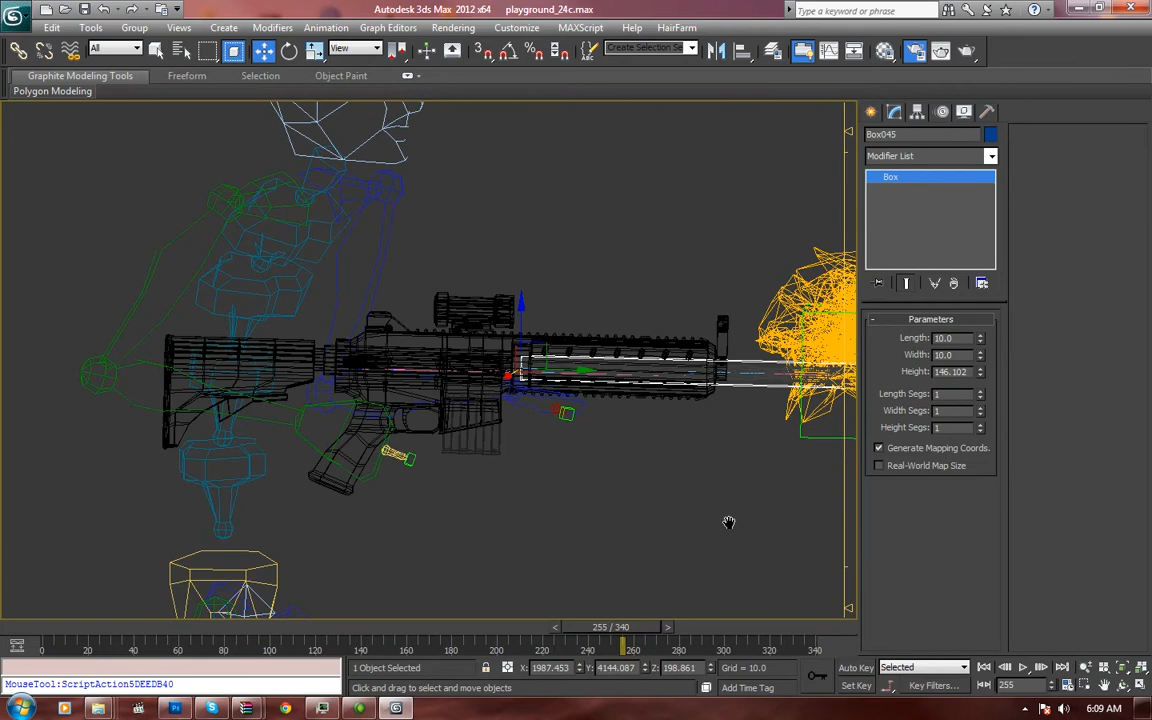 Autodesk 3ds Max 2012 x64 playground_24c.max
Type a keyword or phrase
Edit Tools Group Views Create Modifiers Animation Graph Editors Rendering Customize MAXScript Help HairFarm
All View Create Selection Se
Graphite Modeling Tools Freeform Selection Object Paint
Polygon Modeling
Box045
Modifier List
Box
Parameters
Length: 10.0
Width: 10.0
Height: 146.102
Length Segs: 1
Width Segs: 1
Height Segs: 1
Generate Mapping Coords.
Real-World Map Size
< 255 / 340 >
0 20 40 60 80 100 120 140 160 180 200 220 240 260 280 300 320 340
1 Object Selected X: 1987.453 Y: 4144.087 Z: 198.861 Grid = 10.0 Auto Key Selected
MouseTool:ScriptAction5DEEDB40 Click and drag to select and move objects Add Time Tag Set Key Key Filters... 255
6:09 AM